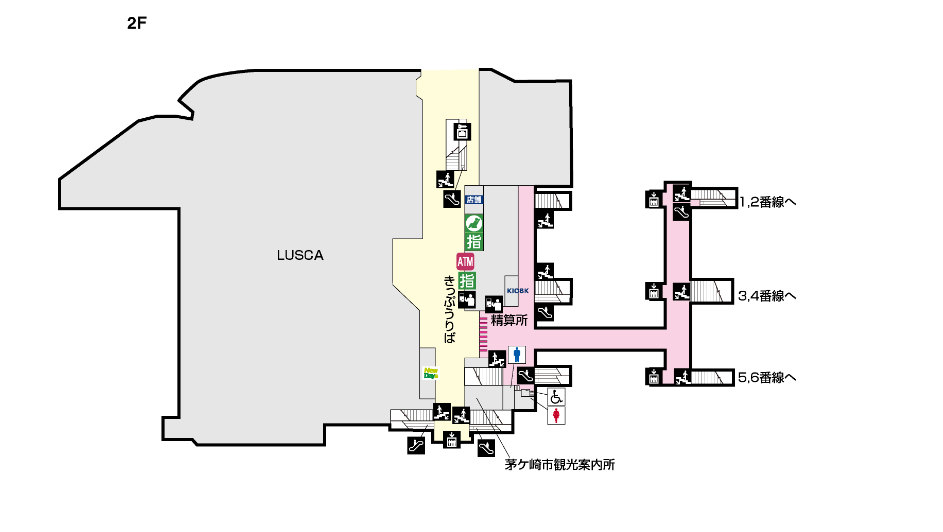 2F
店舗
1,2番線へ
指
LUSCA
ATM
指
きっぷうりば
KIOSK
3,4番線へ
精算所
New Days
5,6番線へ
茅ケ崎市観光案内所